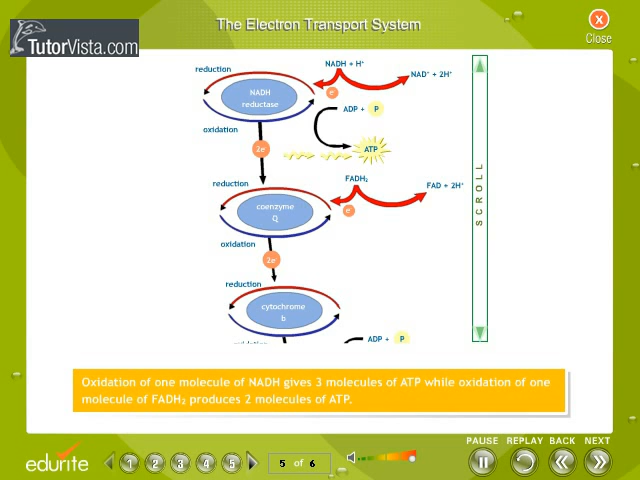 The Electron Transport System
X
Close
TutorVista.com
reduction
NADH + H⁺
NAD⁺ + 2H⁺
NADH
reductase
e⁻
ADP + P
oxidation
2e⁻
ATP
reduction
FADH₂
FAD + 2H⁺
coenzyme
Q
e⁻
oxidation
2e⁻
reduction
cytochrome
b
oxidation
ADP + P
SCROLL
Oxidation of one molecule of NADH gives 3 molecules of ATP while oxidation of one
molecule of FADH₂ produces 2 molecules of ATP.
PAUSE REPLAY BACK NEXT
edurite
1 2 3 4 5
5 of 6